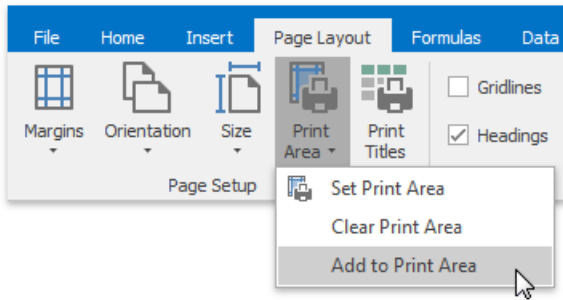 File Home Insert Page Layout Formulas Data
Margins Orientation Size Print Area Print Titles
Gridlines
Headings
Page Setup
Set Print Area
Clear Print Area
Add to Print Area